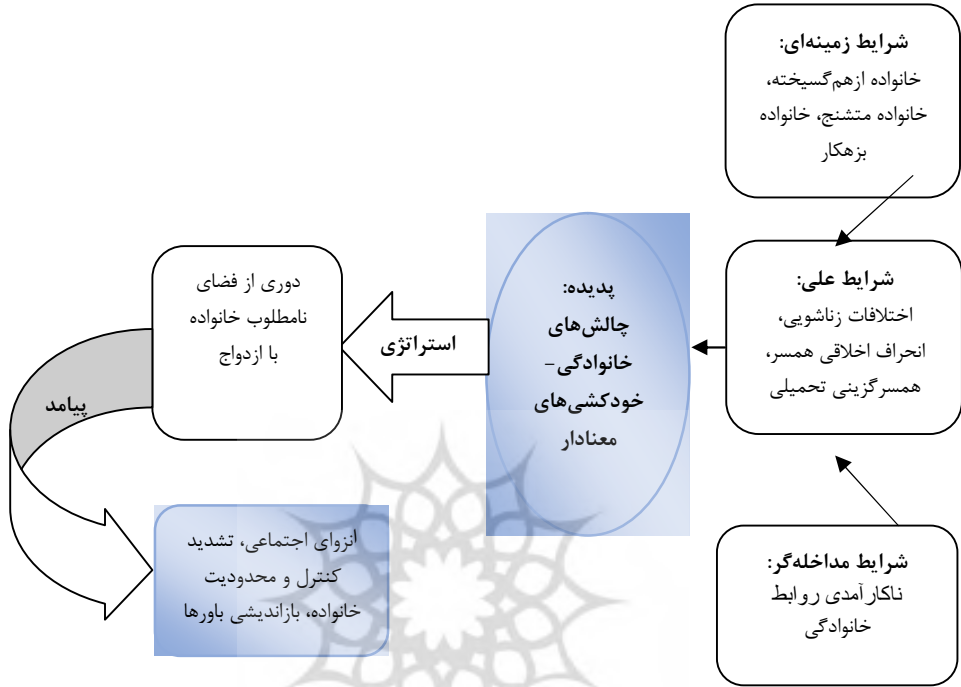 شرایط زمینه‌ای:
خانواده ازهم‌گسیخته،
خانواده متشنج، خانواده
بزهکار
شرایط علی:
اختلافات زناشویی،
انحراف اخلاقی همسر،
همسرگزینی تحمیلی
شرایط مداخله‌گر:
ناکارآمدی روابط
خانوادگی
پدیده:
چالش‌های
خانوادگی –
خودکشی‌های
معنادار
استراتژی
دوری از فضای
نامطلوب خانواده
با ازدواج
پیامد
انزوای اجتماعی، تشدید
کنترل و محدودیت
خانواده، بازاندیشی باورها